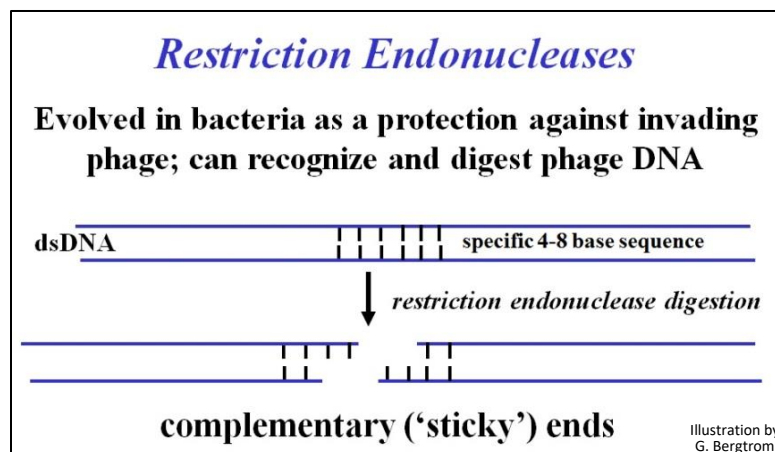 Restriction Endonucleases
Evolved in bacteria as a protection against invading
phage; can recognize and digest phage DNA
dsDNA
specific 4-8 base sequence
restriction endonuclease digestion
complementary (‘sticky’) ends
Illustration by
G. Bergtrom